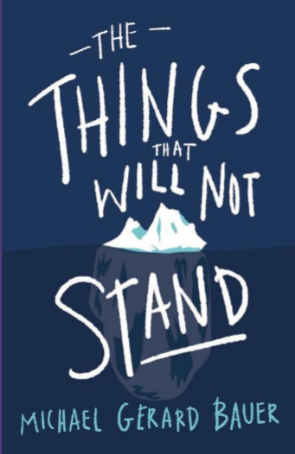 —THE—
THINGS
THAT
WILL NOT
STAND
MICHAEL GERARD BAUER